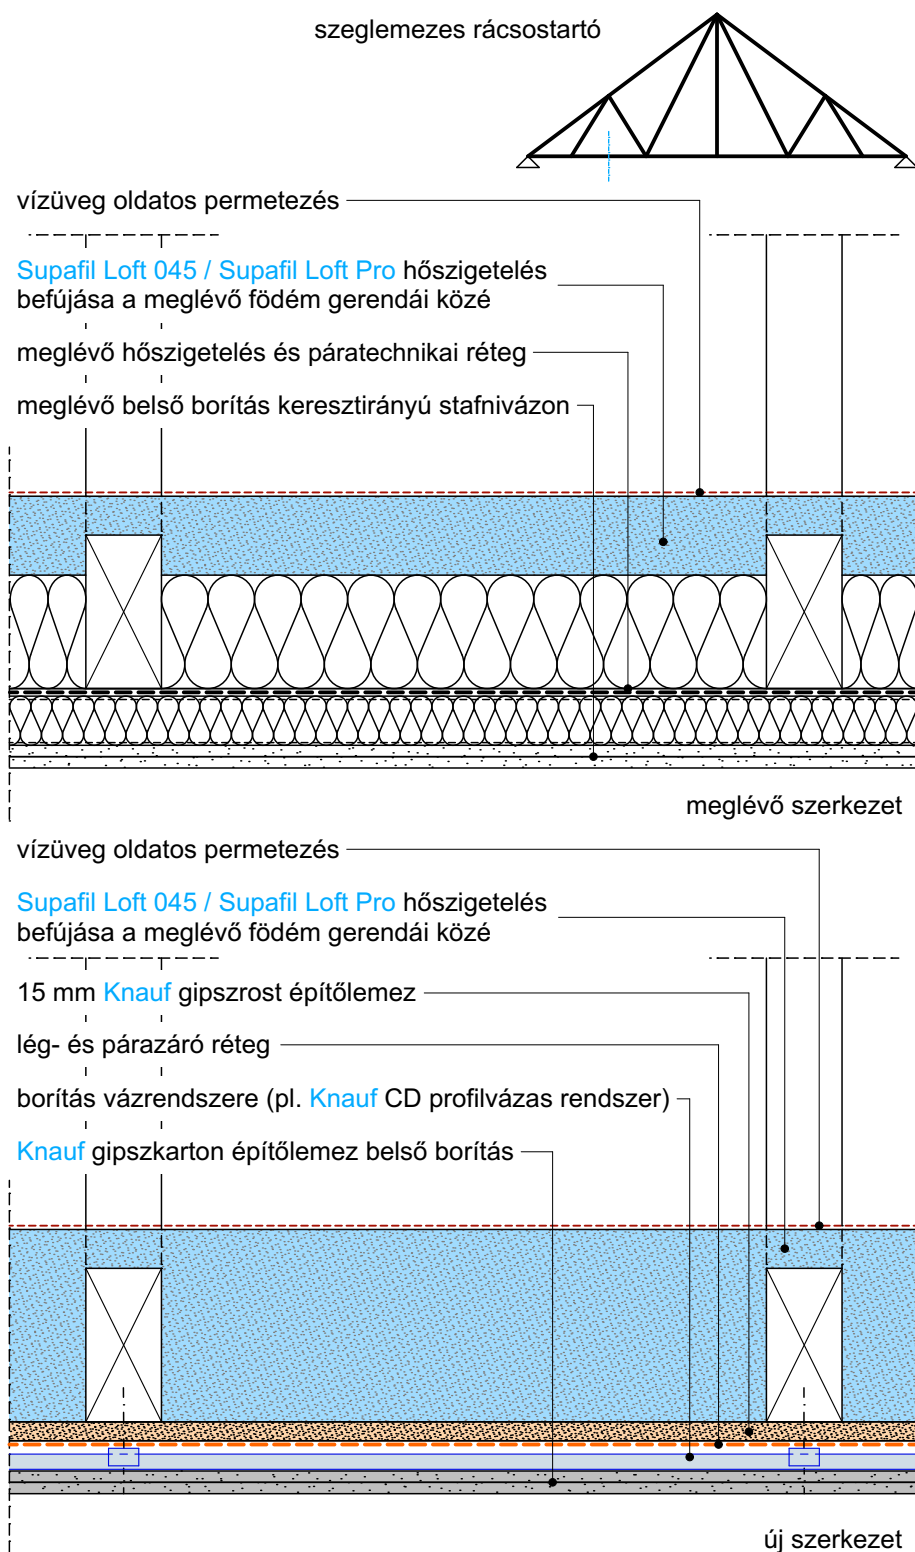 szeglemezes rácsostartó
vízüveg oldatos permetezés
Supafil Loft 045 / Supafil Loft Pro hőszigetelés
befújása a meglévő födém gerendái közé
meglévő hőszigetelés és páratechnikai réteg
meglévő belső borítás keresztirányú stafnivázon
meglévő szerkezet
vízüveg oldatos permetezés
Supafil Loft 045 / Supafil Loft Pro hőszigetelés
befújása a meglévő födém gerendái közé
15 mm Knauf gipszrost építőlemez
lég- és párazáró réteg
borítás vázrendszere (pl. Knauf CD profilvázas rendszer)
Knauf gipszkarton építőlemez belső borítás
új szerkezet